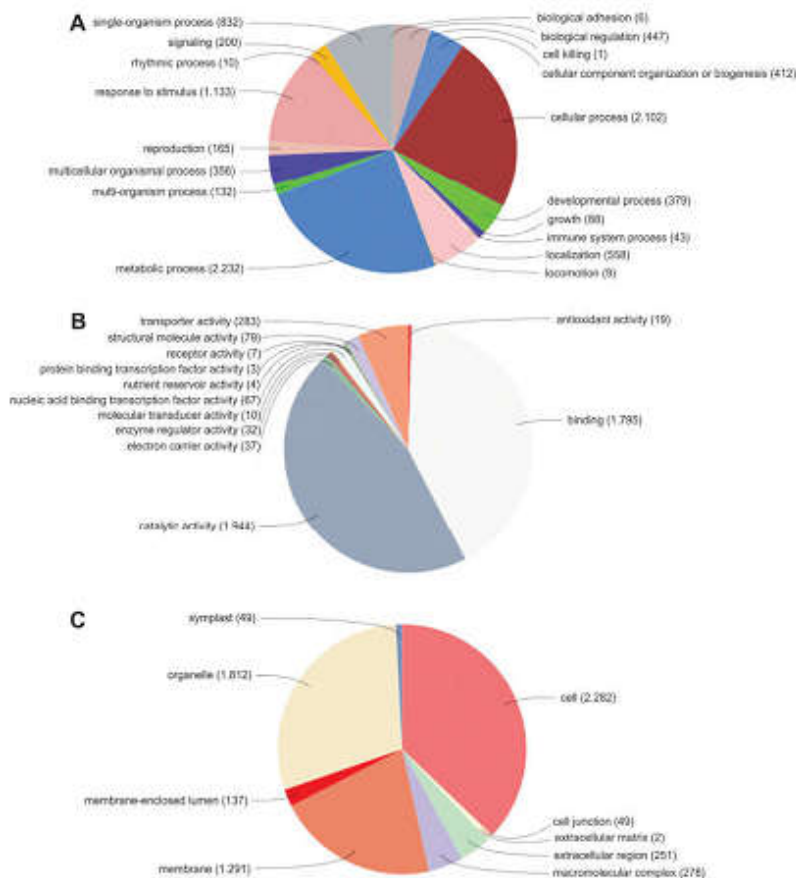 A
single-organism process (832)
signaling (200)
rhythmic process (10)
response to stimulus (1.133)
reproduction (165)
multicellular organismal process (356)
multi-organism process (132)
metabolic process (2.232)
biological adhesion (6)
biological regulation (447)
cell killing (1)
cellular component organization or biogenesis (412)
cellular process (2.102)
developmental process (379)
growth (68)
immune system process (43)
localization (558)
locomotion (9)
B
transporter activity (283)
structural molecule activity (79)
receptor activity (7)
protein binding transcription factor activity (3)
nutrient reservoir activity (4)
nucleic acid binding transcription factor activity (67)
molecular transducer activity (10)
enzyme regulator activity (32)
electron carrier activity (37)
catalytic activity (1.944)
antioxidant activity (19)
binding (1.795)
C
symplast (49)
organelle (1.812)
membrane-enclosed lumen (137)
membrane (1.291)
cell (2.282)
cell junction (49)
extracellular matrix (2)
extracellular region (251)
macromolecular complex (276)